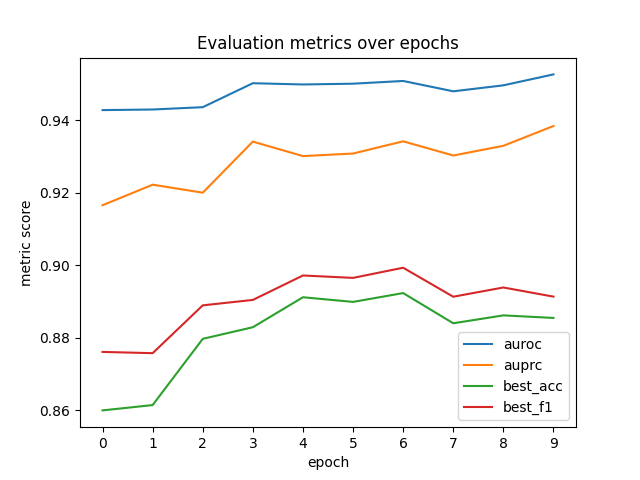 Evaluation metrics over epochs
metric score
0.94
0.92
0.90
0.88
0.86
0 1 2 3 4 5 6 7 8 9
epoch
auroc
auprc
best_acc
best_f1